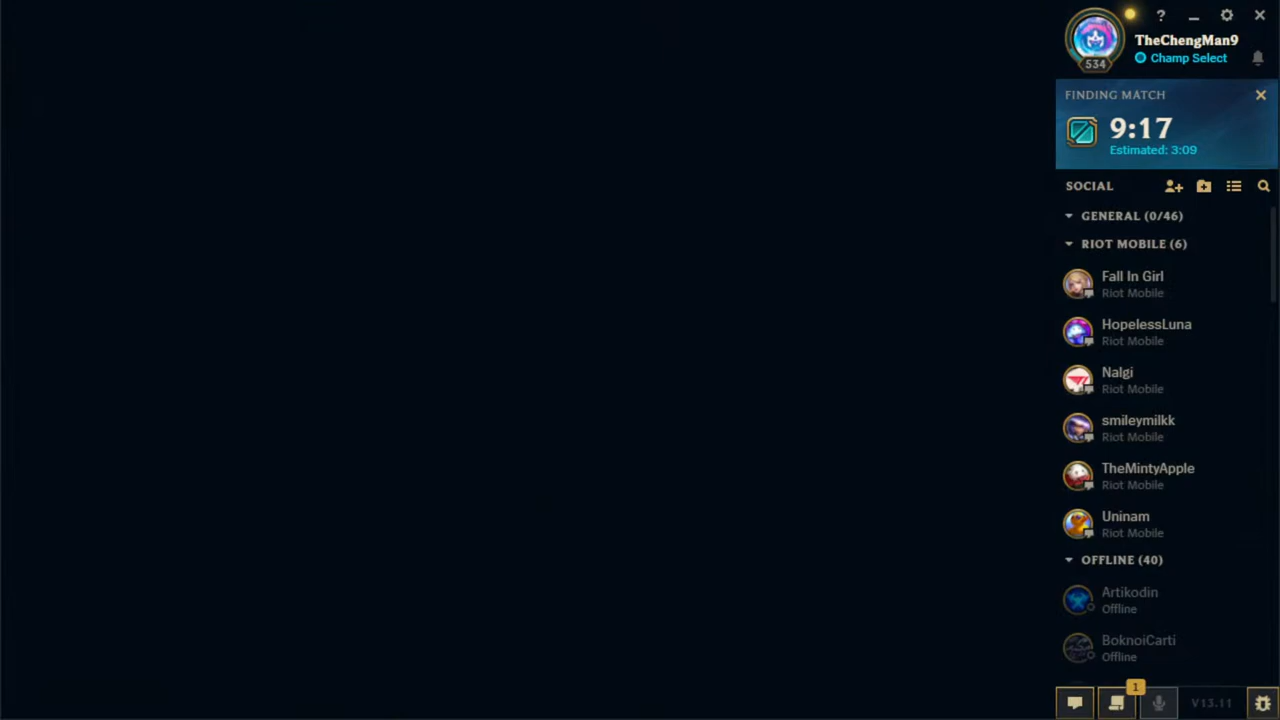 ?
TheChengMan9
534
Champ Select
FINDING MATCH
9:17
Estimated: 3:09
SOCIAL
GENERAL (0/46)
RIOT MOBILE (6)
Fall In Girl
Riot Mobile
HopelessLuna
Riot Mobile
Nalgi
Riot Mobile
smileymilkk
Riot Mobile
TheMintyApple
Riot Mobile
Uninam
Riot Mobile
OFFLINE (40)
Artikodin
Offline
BoknoiCarti
Offline
1
V13.11